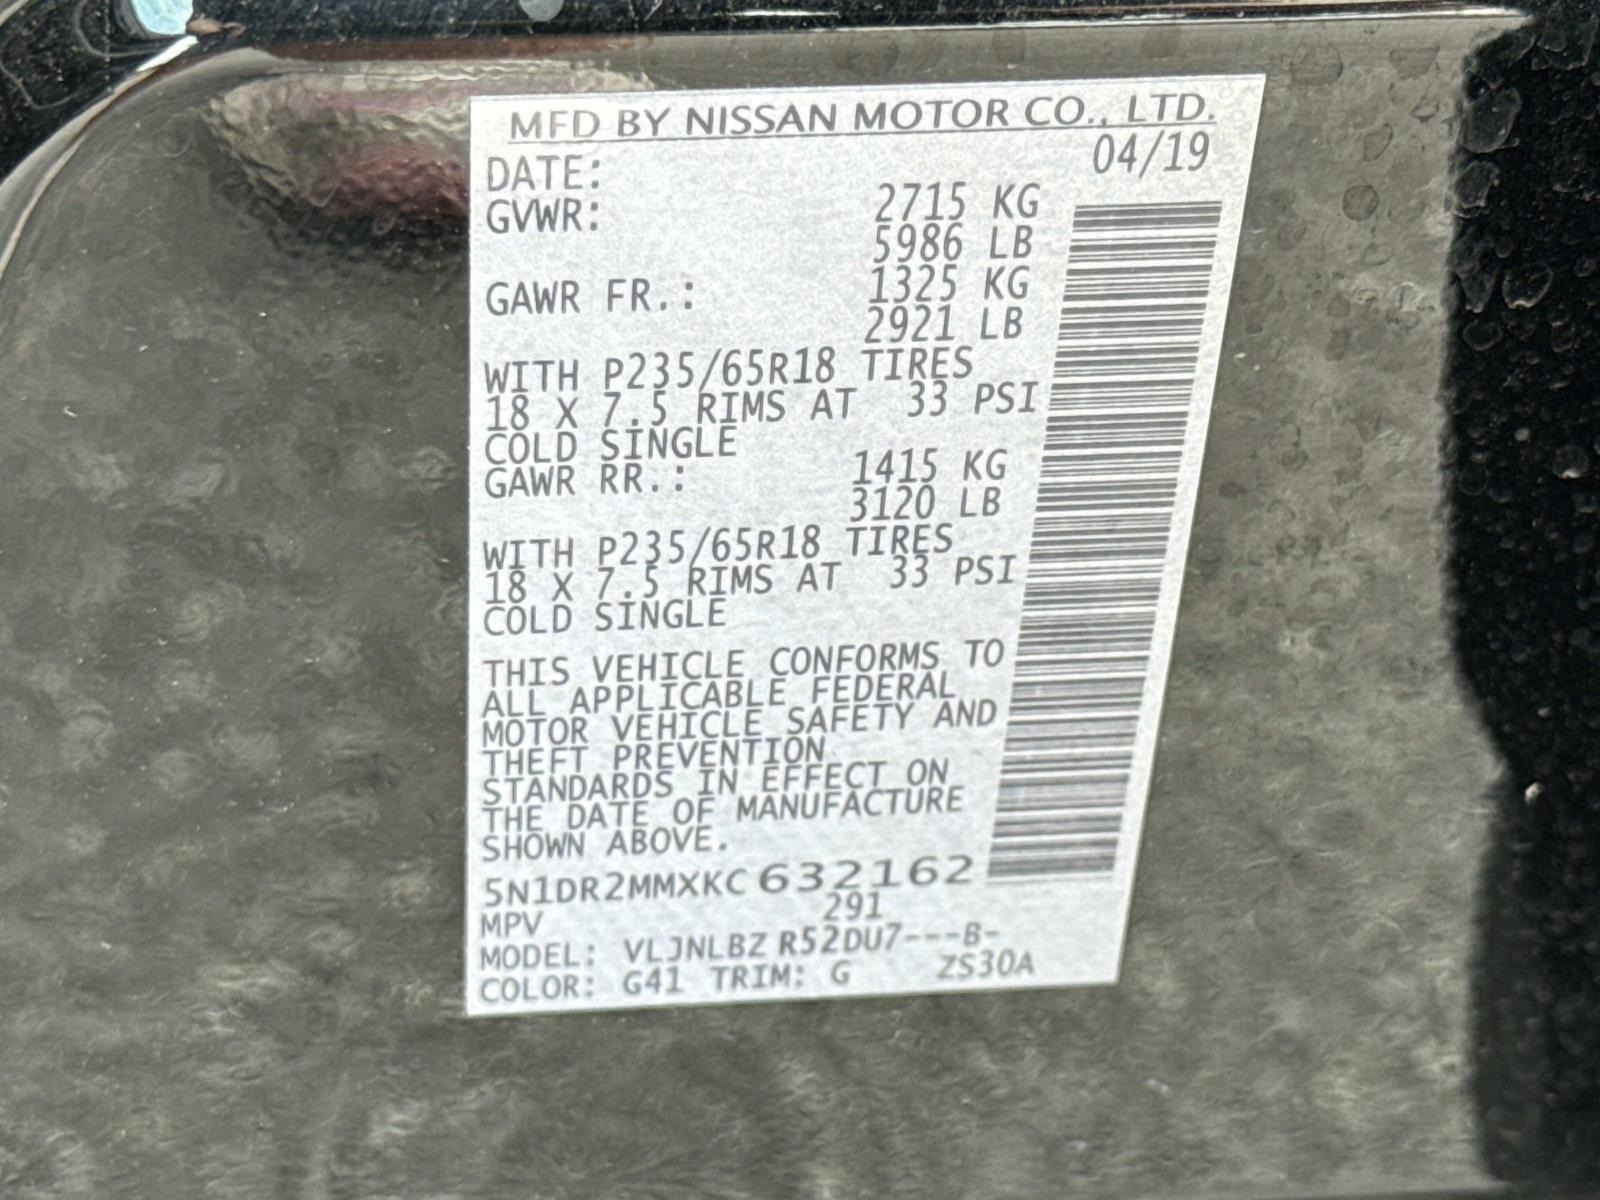 MFD BY NISSAN MOTOR CO., LTD.
DATE: 04/19
GVWR: 2715 KG
5986 LB
GAWR FR.: 1325 KG
2921 LB
WITH P235/65R18 TIRES
18 X 7.5 RIMS AT 33 PSI
COLD SINGLE
GAWR RR.: 1415 KG
3120 LB
WITH P235/65R18 TIRES
18 X 7.5 RIMS AT 33 PSI
COLD SINGLE
THIS VEHICLE CONFORMS TO
ALL APPLICABLE FEDERAL
MOTOR VEHICLE SAFETY AND
THEFT PREVENTION
STANDARDS IN EFFECT ON
THE DATE OF MANUFACTURE
SHOWN ABOVE.
5N1DR2MMXKC632162
MPV 291
MODEL: VLJNLBZ R52DU7---B-
COLOR: G41 TRIM: G ZS30A